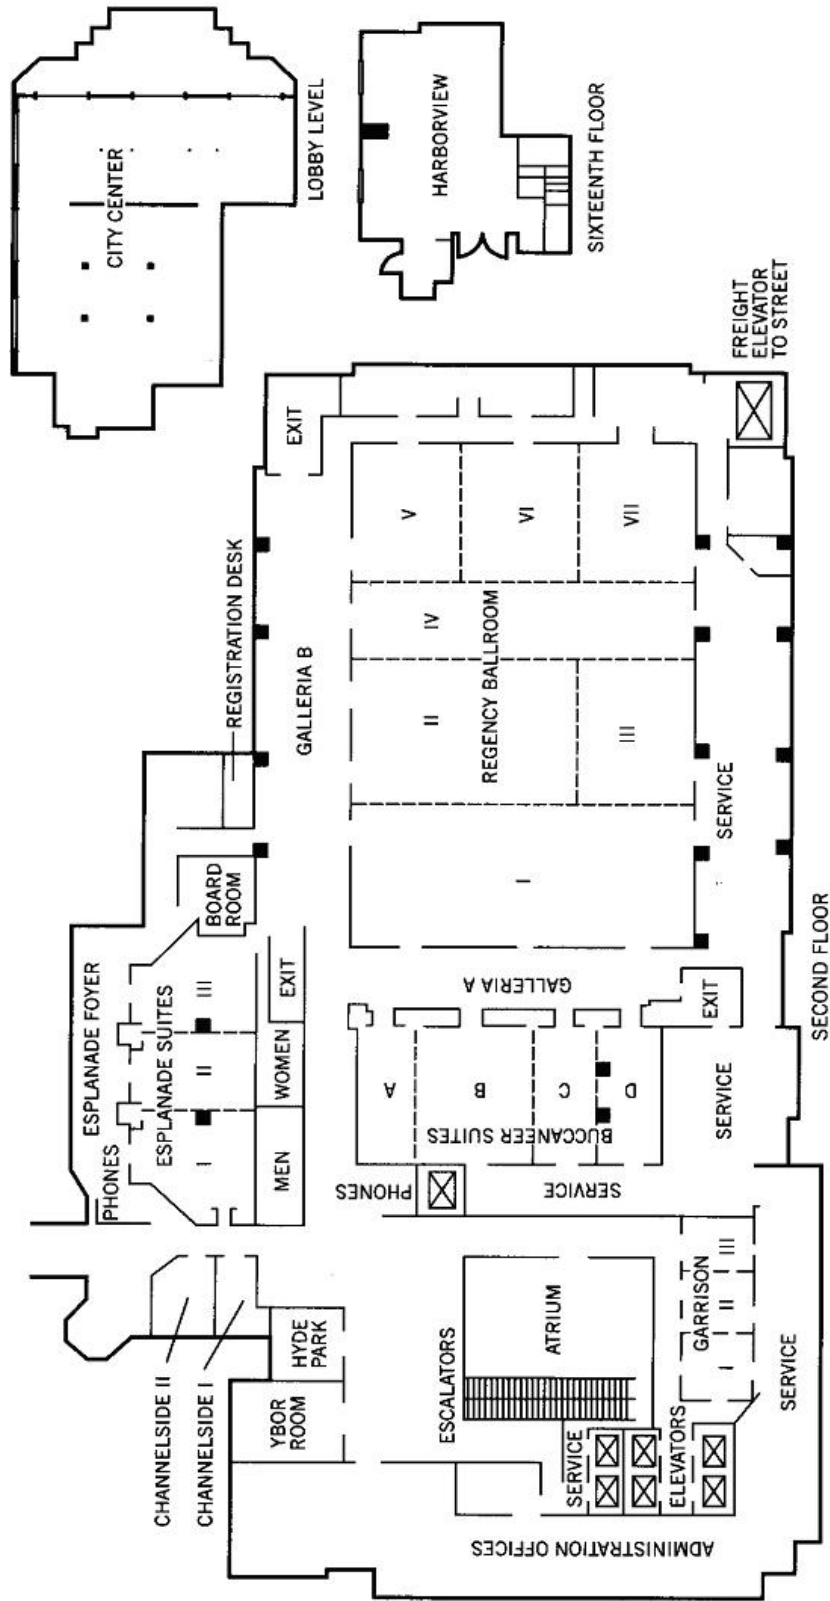 CITY CENTER
LOBBY LEVEL
HARBORVIEW
SIXTEENTH FLOOR
CHANNELSIDE II
CHANNELSIDE I
YBOR
ROOM
HYDE
PARK
PHONES
ESPLANADE FOYER
ESPLANADE SUITES
I
II
III
MEN
WOMEN
EXIT
BOARD
ROOM
REGISTRATION DESK
GALLERIA B
EXIT
ADMINISTRATION OFFICES
SERVICE
ELEVATORS
ESCALATORS
ATRIUM
GARRISON
I
II
III
SERVICE
PHONES
SERVICE
BUCCANEER SUITES
A
B
C
D
SERVICE
EXIT
GALLERIA A
REGENCY BALLROOM
I
II
III
IV
V
VI
VII
SERVICE
FREIGHT
ELEVATOR
TO STREET
SECOND FLOOR